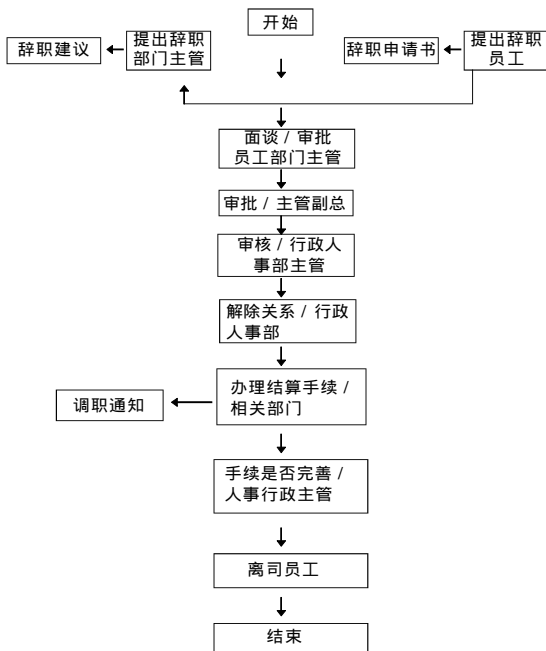 开始
辞职建议
提出辞职
部门主管
辞职申请书
提出辞职
员工
面谈 / 审批
员工部门主管
审批 / 主管副总
审核 / 行政人
事部主管
解除关系 / 行政
人事部
办理结算手续 /
相关部门
调职通知
手续是否完善 /
人事行政主管
离司员工
结束